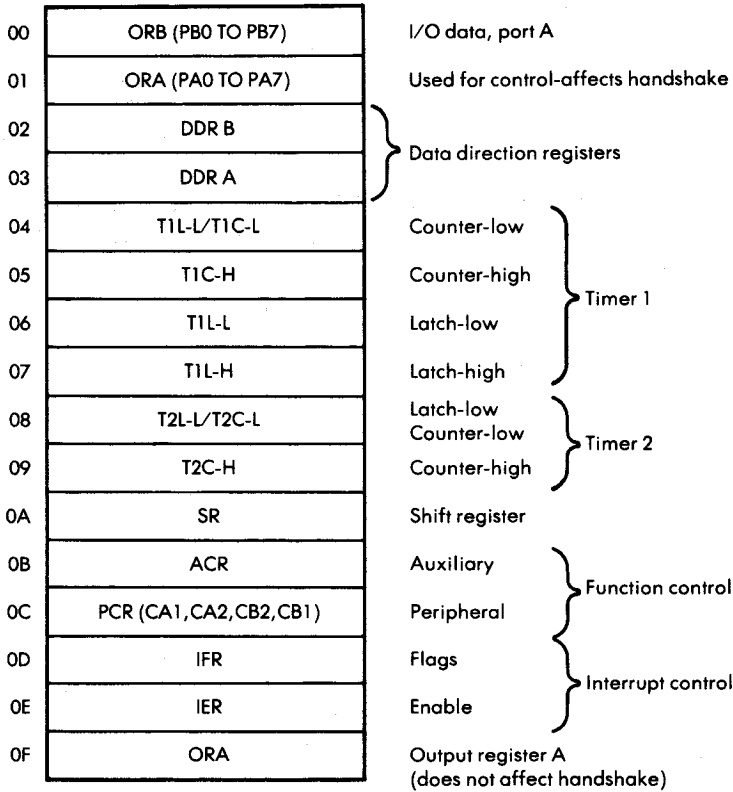 00 ORB (PB0 TO PB7) I/O data, port A
01 ORA (PA0 TO PA7) Used for control-affects handshake
02 DDR B
Data direction registers
03 DDR A
04 T1L-L/T1C-L Counter-low
05 T1C-H Counter-high
Timer 1
06 T1L-L Latch-low
07 T1L-H Latch-high
08 T2L-L/T2C-L Latch-low
Counter-low
Timer 2
09 T2C-H Counter-high
0A SR Shift register
0B ACR Auxiliary
Function control
0C PCR (CA1,CA2,CB2,CB1) Peripheral
0D IFR Flags
Interrupt control
0E IER Enable
0F ORA Output register A
(does not affect handshake)